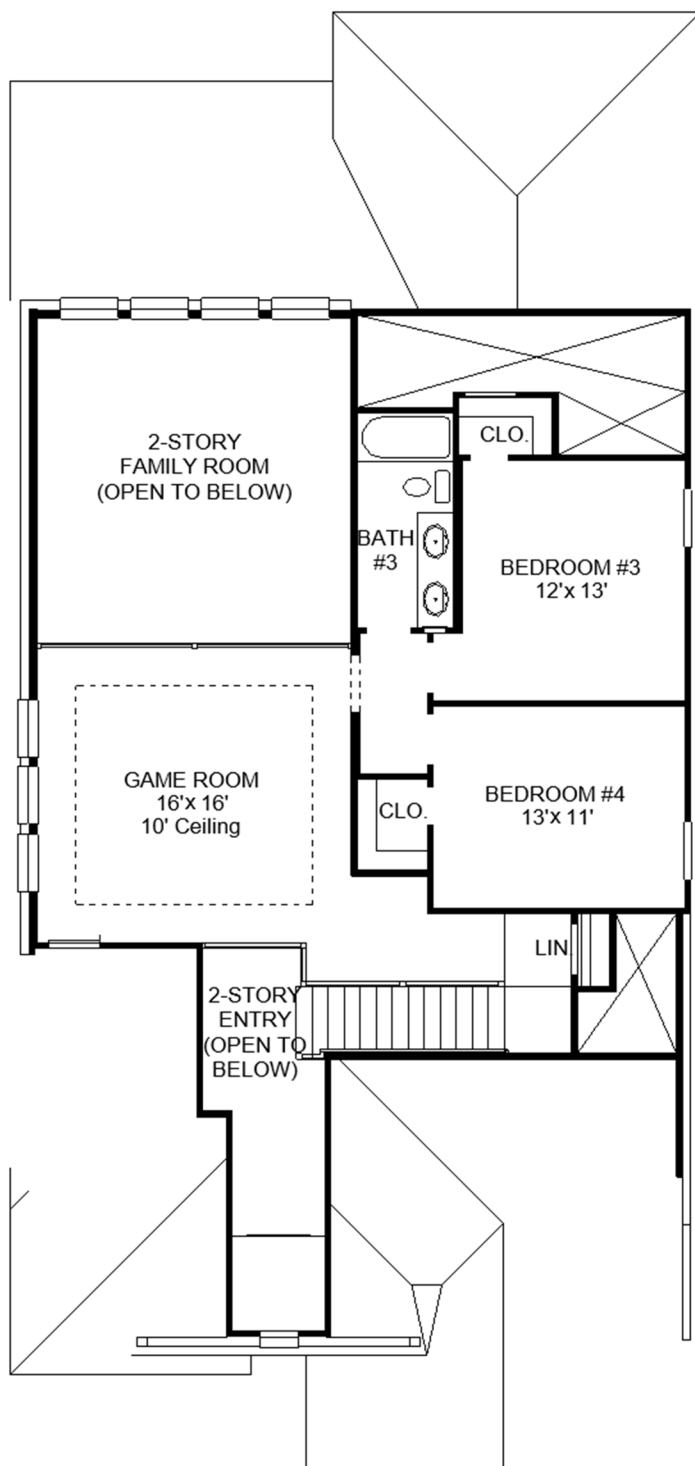 2-STORY
FAMILY ROOM
(OPEN TO BELOW)
CLO.
BATH
#3
BEDROOM #3
12'x 13'
GAME ROOM
16'x 16'
10' Ceiling
CLO.
BEDROOM #4
13'x 11'
LIN.
2-STORY
ENTRY
(OPEN TO
BELOW)